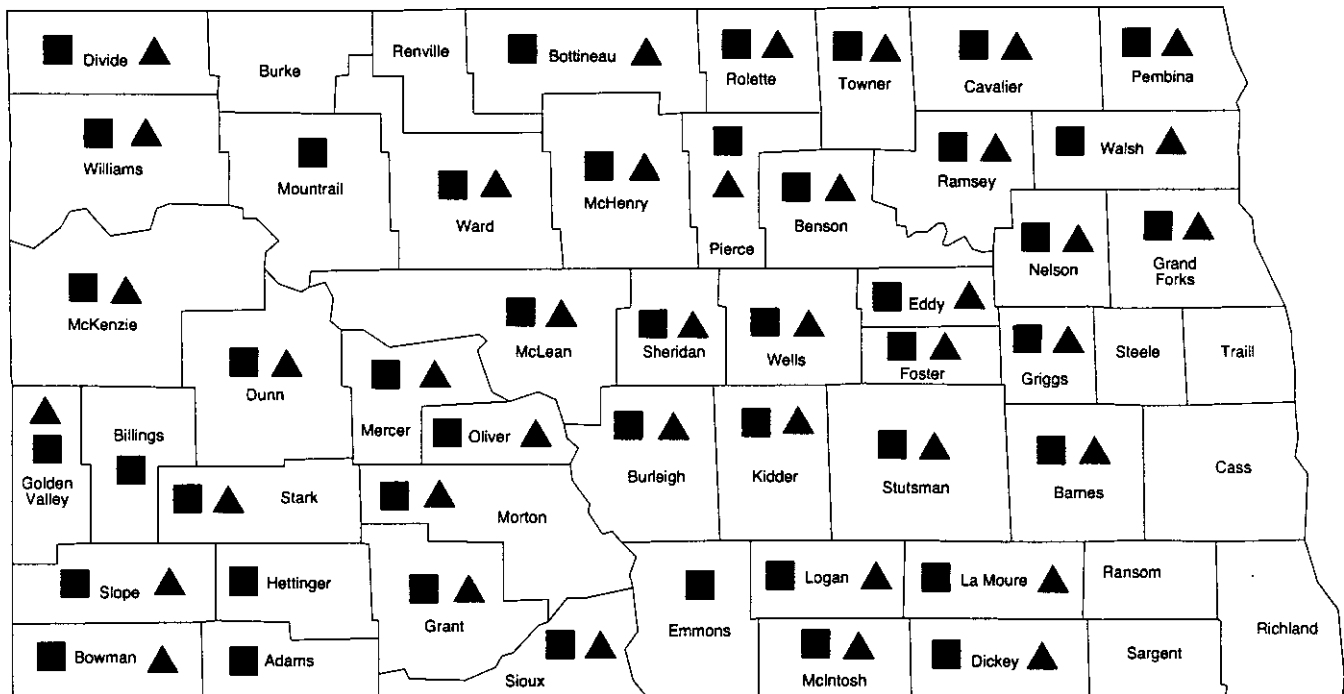 Divide
Burke
Renville
Bottineau
Rolette
Towner
Cavalier
Pembina
Williams
Mountrail
Ward
McHenry
Pierce
Benson
Ramsey
Walsh
Nelson
Grand
Forks
McKenzie
Dunn
McLean
Sheridan
Wells
Eddy
Foster
Griggs
Steele
Traill
Mercer
Oliver
Golden
Valley
Billings
Stark
Morton
Burleigh
Kidder
Stutsman
Barnes
Cass
Slope
Hettinger
Grant
Emmons
Logan
La Moure
Ransom
Richland
Bowman
Adams
Sioux
McIntosh
Dickey
Sargent